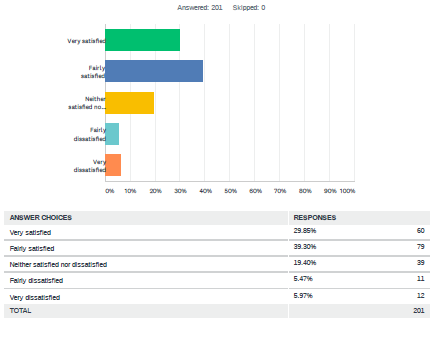 Answered: 201 Skipped: 0
Very satisfied
Fairly
satisfied
Neither
satisfied no...
Fairly
dissatisfied
Very
dissatisfied
0% 10% 20% 30% 40% 50% 60% 70% 80% 90% 100%
ANSWER CHOICES RESPONSES
Very satisfied 29.85% 60
Fairly satisfied 39.30% 79
Neither satisfied nor dissatisfied 19.40% 39
Fairly dissatisfied 5.47% 11
Very dissatisfied 5.97% 12
TOTAL 201